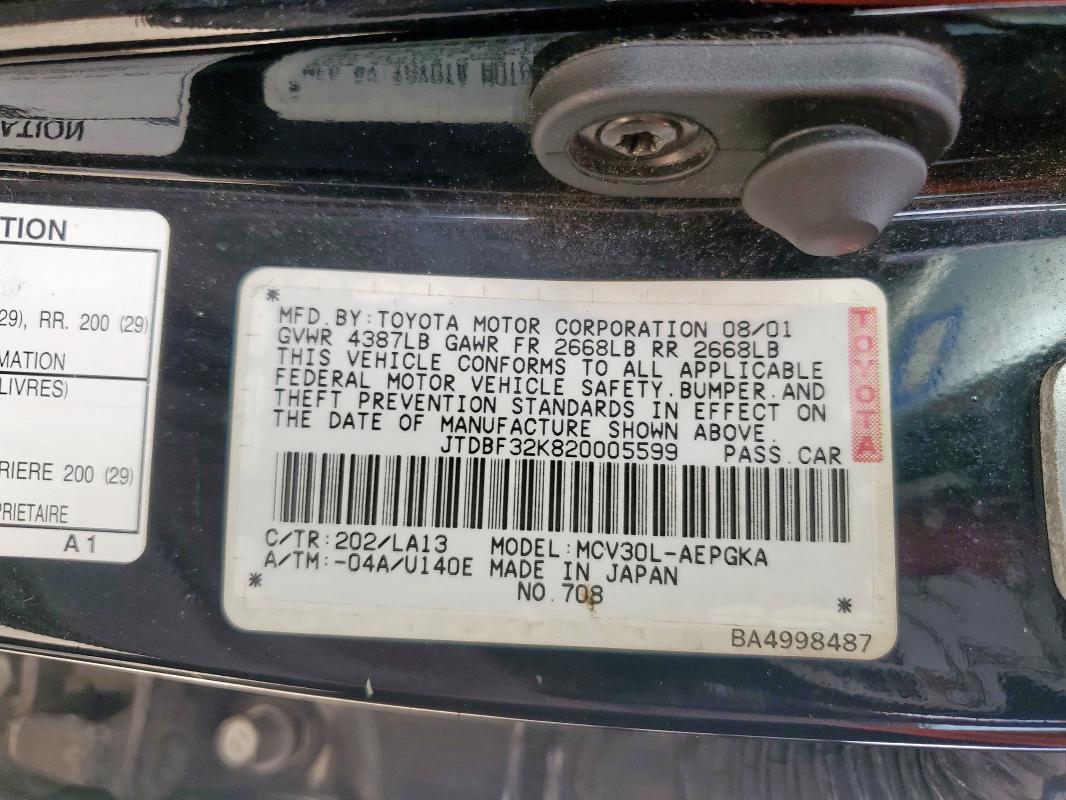 NOITA
TION
29), RR. 200 (29)
MATION
LIVRES)
RIERE 200 (29)
PRIETAIRE
A1
MFD. BY: TOYOTA MOTOR CORPORATION 08/01
GVWR 4387LB GAWR FR 2668LB RR 2668LB
THIS VEHICLE CONFORMS TO ALL APPLICABLE
FEDERAL MOTOR VEHICLE SAFETY, BUMPER, AND
THEFT PREVENTION STANDARDS IN EFFECT ON
THE DATE OF MANUFACTURE SHOWN ABOVE.
JTDBF32K820005599 PASS. CAR
TOYOTA
C/TR: 202/LA13 MODEL: MCV30L-AEPGKA
A/TM: -04A/U140E MADE IN JAPAN
NO. 708
BA4998487